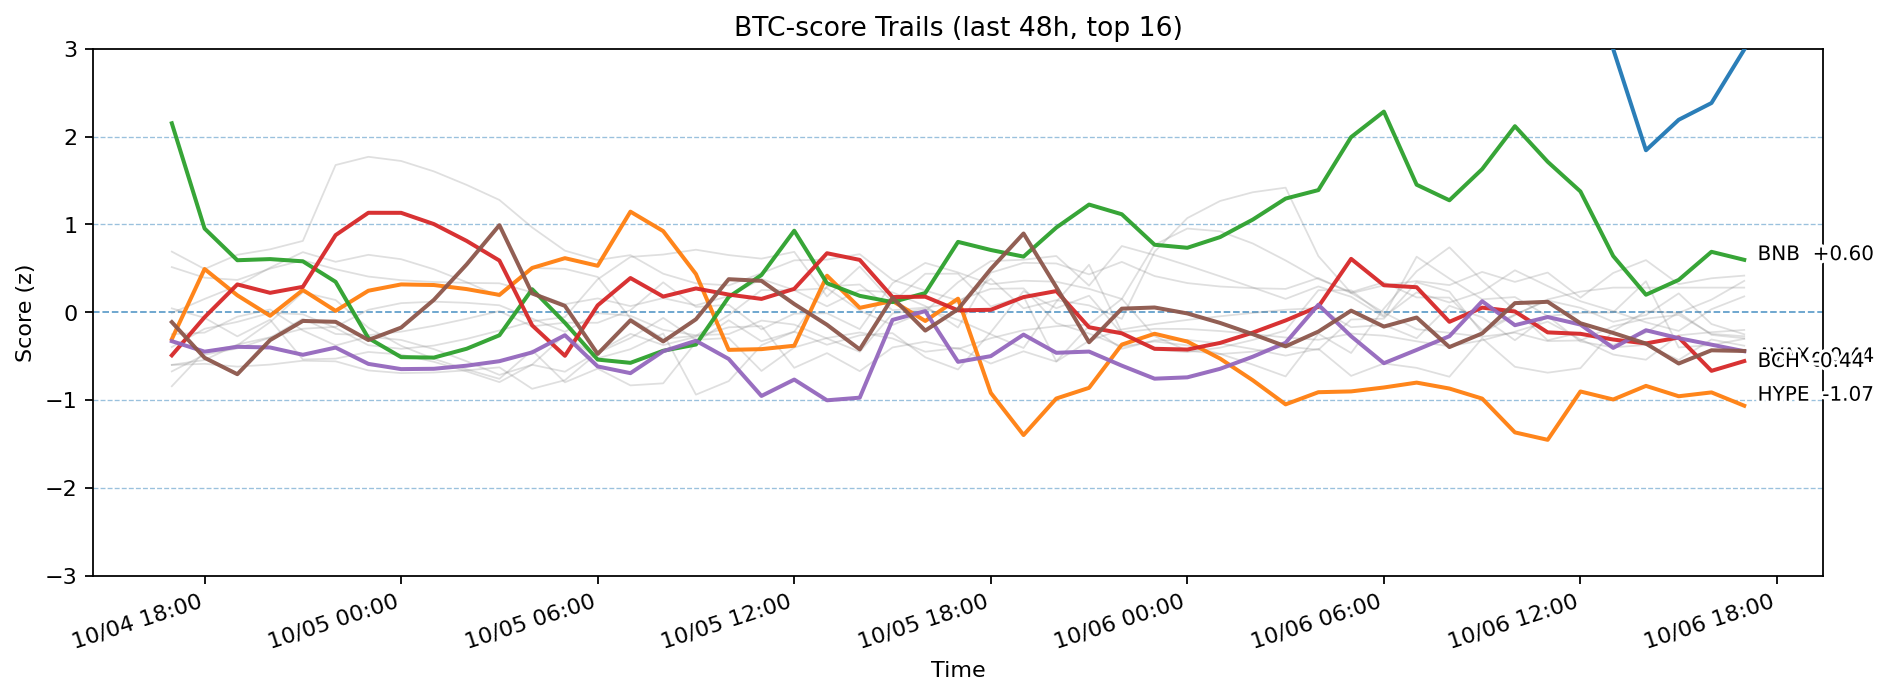 BTC-score Trails (last 48h, top 16)
Score (z)
3
2
1
0
−1
−2
−3
BNB +0.60
BCH -0.44
HYPE -1.07
10/04 18:00
10/05 00:00
10/05 06:00
10/05 12:00
10/05 18:00
10/06 00:00
10/06 06:00
10/06 12:00
10/06 18:00
Time